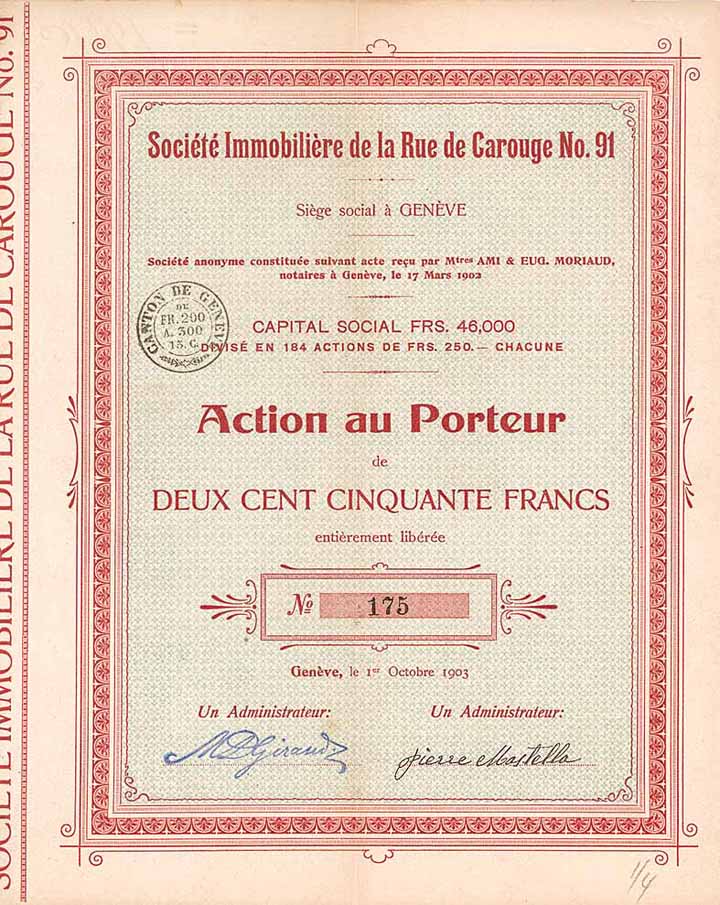 SOCIÉTÉ IMMOBILIÈRE DE LA RUE DE CAROUGE No. 91
Société Immobilière de la Rue de Carouge No. 91
Siège social à GENÈVE
Société anonyme constituée suivant acte reçu par Mtres AMI & EUG. MORIAUD,
notaires à Genève, le 17 Mars 1902
CANTON DE GENÈVE
DE
FR. 200
A. 300
15. C.
CAPITAL SOCIAL FRS. 46,000
DIVISÉ EN 184 ACTIONS DE FRS. 250.— CHACUNE
Action au Porteur
de
DEUX CENT CINQUANTE FRANCS
entièrement libérée
No 175
Genève, le 1er Octobre 1903
Un Administrateur: Un Administrateur:
Pierre Mastella
1/4